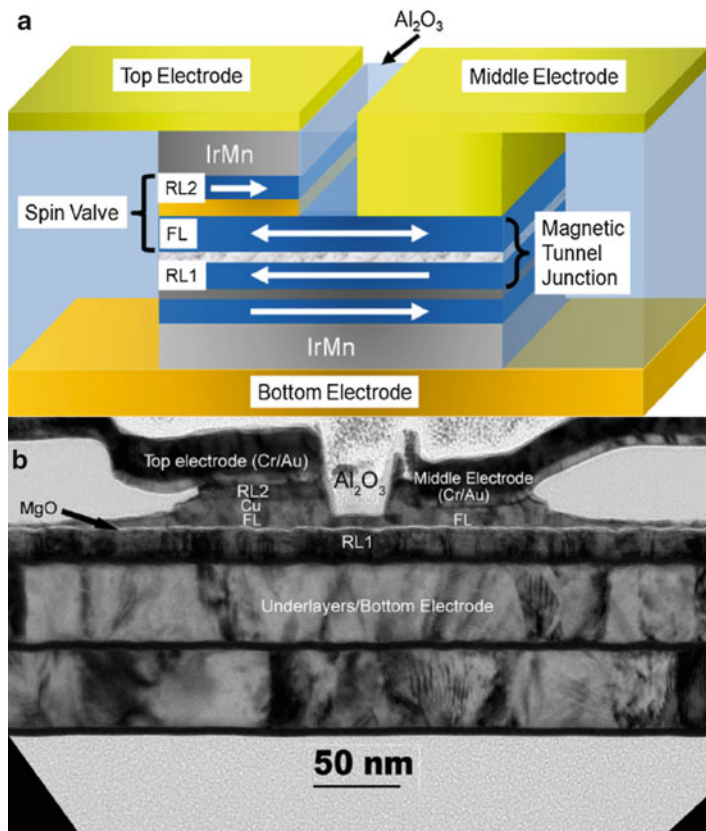 a
Al₂O₃
Top Electrode
Middle Electrode
IrMn
RL2
Spin Valve
FL
Magnetic
Tunnel
Junction
RL1
IrMn
Bottom Electrode
b
Top electrode (Cr/Au)
Al₂O₃
Middle Electrode
(Cr/Au)
RL2
MgO
Cu
FL
FL
RL1
Underlayers/Bottom Electrode
50 nm